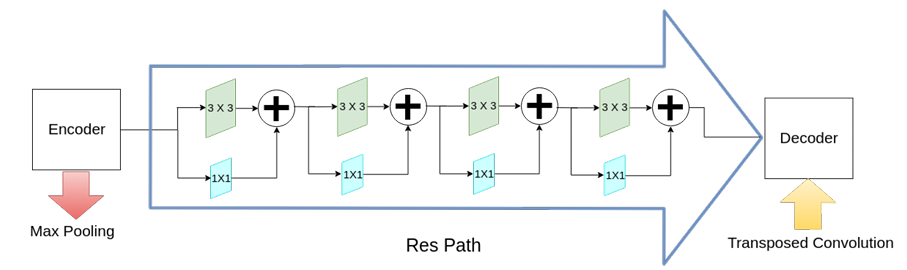 Encoder
3 X 3
3 X 3
3 X 3
3 X 3
1X1
1X1
1X1
1X1
Decoder
Max Pooling
Res Path
Transposed Convolution